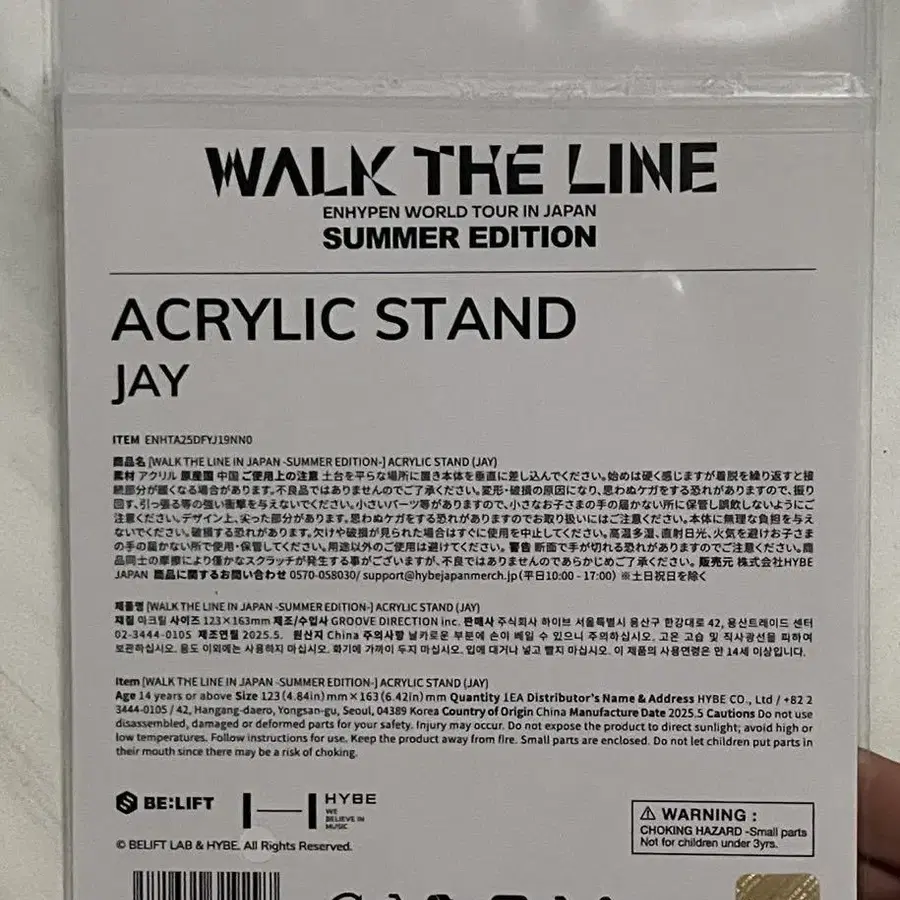 WALK THE LINE
ENHYPEN WORLD TOUR IN JAPAN
SUMMER EDITION
ACRYLIC STAND
JAY
ITEM ENHTA25DFYJ19NN0
商品名 [WALK THE LINE IN JAPAN -SUMMER EDITION-] ACRYLIC STAND (JAY)
素材 アクリル 原産国 中国 ご使用上の注意 土台を平らな場所に置き本体を垂直に差し込んでください。始めは硬く感じますが着脱を繰り返すと接
続部分が緩くなる場合があります。不良品ではありませんのでご了承ください。変形・破損の原因になり、思わぬケガをする恐れがありますので、振り
回す、引っ張る等の強い衝撃を与えないでください。小さいパーツ等がありますので、小さなお子さまの手の届かない所に保管し誤飲しないようにご
注意ください。デザイン上、尖った部分があります。思わぬケガをする恐れがありますのでお取り扱いにはご注意ください。本体に無理な負担を与え
ないでください。破損する恐れがあります。欠けや破損が見られた場合はすぐに使用を中止してください。高温多湿、直射日光、火気を避けお子さま
の手の届かない所で使用・保管してください。用途以外のご使用は避けてください。 警告 断面で手が切れる恐れがありますのでご注意ください。商
品同士の摩擦により僅かなスクラッチが発生する事がございますが、不良ではありませんのであらかじめご了承ください。 販売元 株式会社HYBE
JAPAN 商品に関するお問い合わせ 0570-058030/ support@hybejapanmerch.jp (平日10:00 - 17:00) ※土日祝日を除く
제품명 [WALK THE LINE IN JAPAN -SUMMER EDITION-] ACRYLIC STAND (JAY)
재질 아크릴 사이즈 123×163mm 제조/수입사 GROOVE DIRECTION inc. 판매사 주식회사 하이브 서울특별시 용산구 한강대로 42, 용산트레이드 센터
02-3444-0105 제조연월 2025.5. 원산지 China 주의사항 날카로운 부분에 손이 베일 수 있으니 주의하십시오. 고온 고습 및 직사광선을 피하여
보관하십시오. 용도 이외에는 사용하지 마십시오. 화기에 가까이 두지 마십시오. 입에 대거나 넣고 빨지 마십시오. 이 제품의 사용연령은 만 14세 이상입니다.
Item [WALK THE LINE IN JAPAN -SUMMER EDITION-] ACRYLIC STAND (JAY)
Age 14 years or above Size 123 (4.84in) mm × 163 (6.42in) mm Quantity 1EA Distributor's Name & Address HYBE CO., Ltd / +82 2
3444-0105 / 42, Hangang-daero, Yongsan-gu, Seoul, 04389 Korea Country of Origin China Manufacture Date 2025.5 Cautions Do not use
disassembled, damaged or deformed parts for your safety. Injury may occur. Do not expose the product to direct sunlight; avoid high or
low temperatures. Follow instructions for use. Keep the product away from fire. Small parts are enclosed. Do not let children put parts in
their mouth since there may be a risk of choking.
BE:LIFT
HYBE
WE
BELIEVE IN
MUSIC
© BELIFT LAB & HYBE. All Rights Reserved.
⚠ WARNING :
CHOKING HAZARD -Small parts
Not for children under 3yrs.